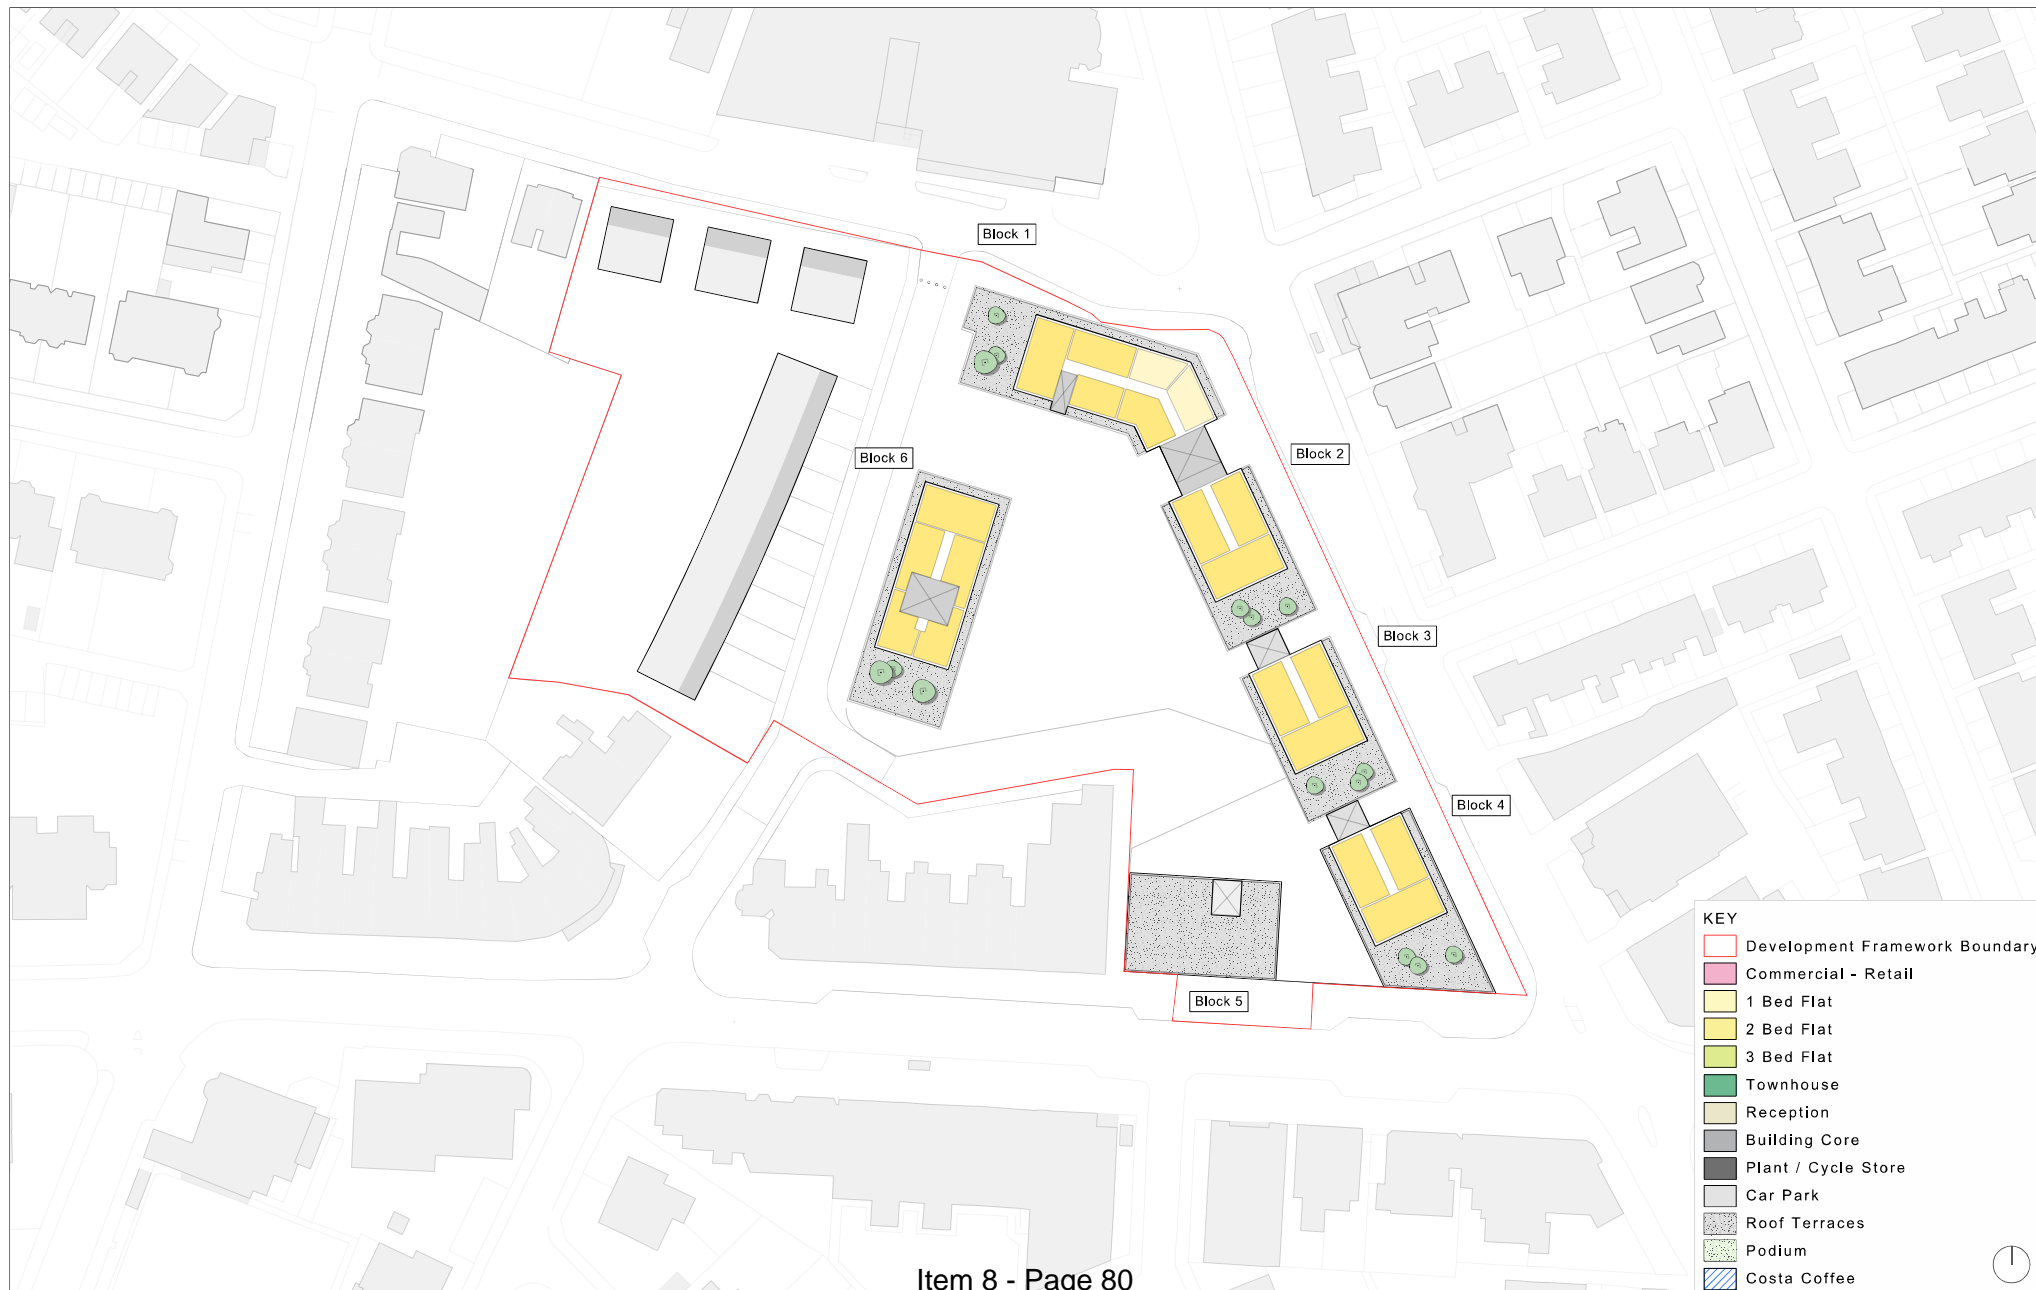 Block 1
Block 2
Block 6
Block 3
Block 4
Block 5
KEY
Development Framework Boundary
Commercial - Retail
1 Bed Flat
2 Bed Flat
3 Bed Flat
Townhouse
Reception
Building Core
Plant / Cycle Store
Car Park
Roof Terraces
Podium
Costa Coffee
Item 8 - Page 80